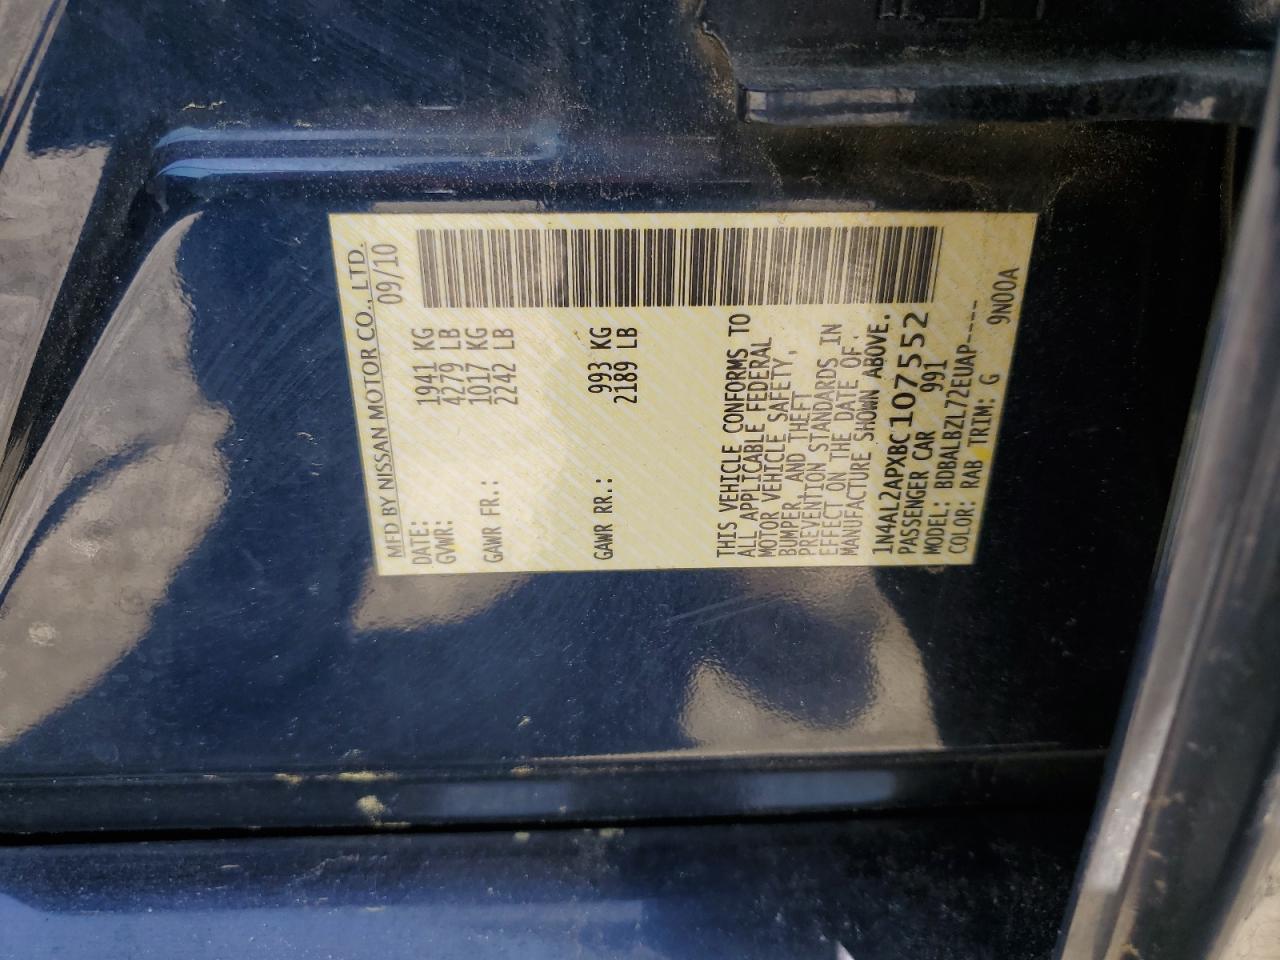 MFD BY NISSAN MOTOR CO., LTD.
DATE: 09/10
GVWR: 1941 KG
4279 LB
GAWR FR.: 1017 KG
2242 LB
GAWR RR.: 993 KG
2189 LB
THIS VEHICLE CONFORMS TO
ALL APPLICABLE FEDERAL
MOTOR VEHICLE SAFETY,
BUMPER, AND THEFT
PREVENTION STANDARDS IN
EFFECT ON THE DATE OF
MANUFACTURE SHOWN ABOVE.
1N4AL2APXBC107552
PASSENGER CAR 991
MODEL: BDBALBZL72EUAP----
COLOR: RAB TRIM: G 9N00A